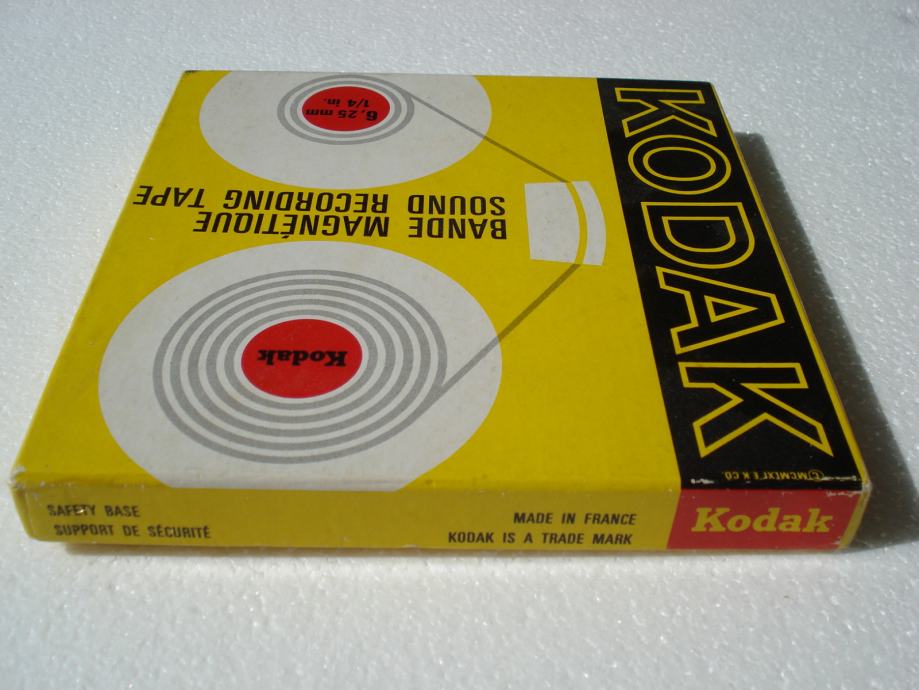 KODAK
BANDE MAGNÉTIQUE
SOUND RECORDING TAPE
6,25 mm
1/4 in.
Kodak
SAFETY BASE
SUPPORT DE SÉCURITÉ
MADE IN FRANCE
KODAK IS A TRADE MARK
Kodak